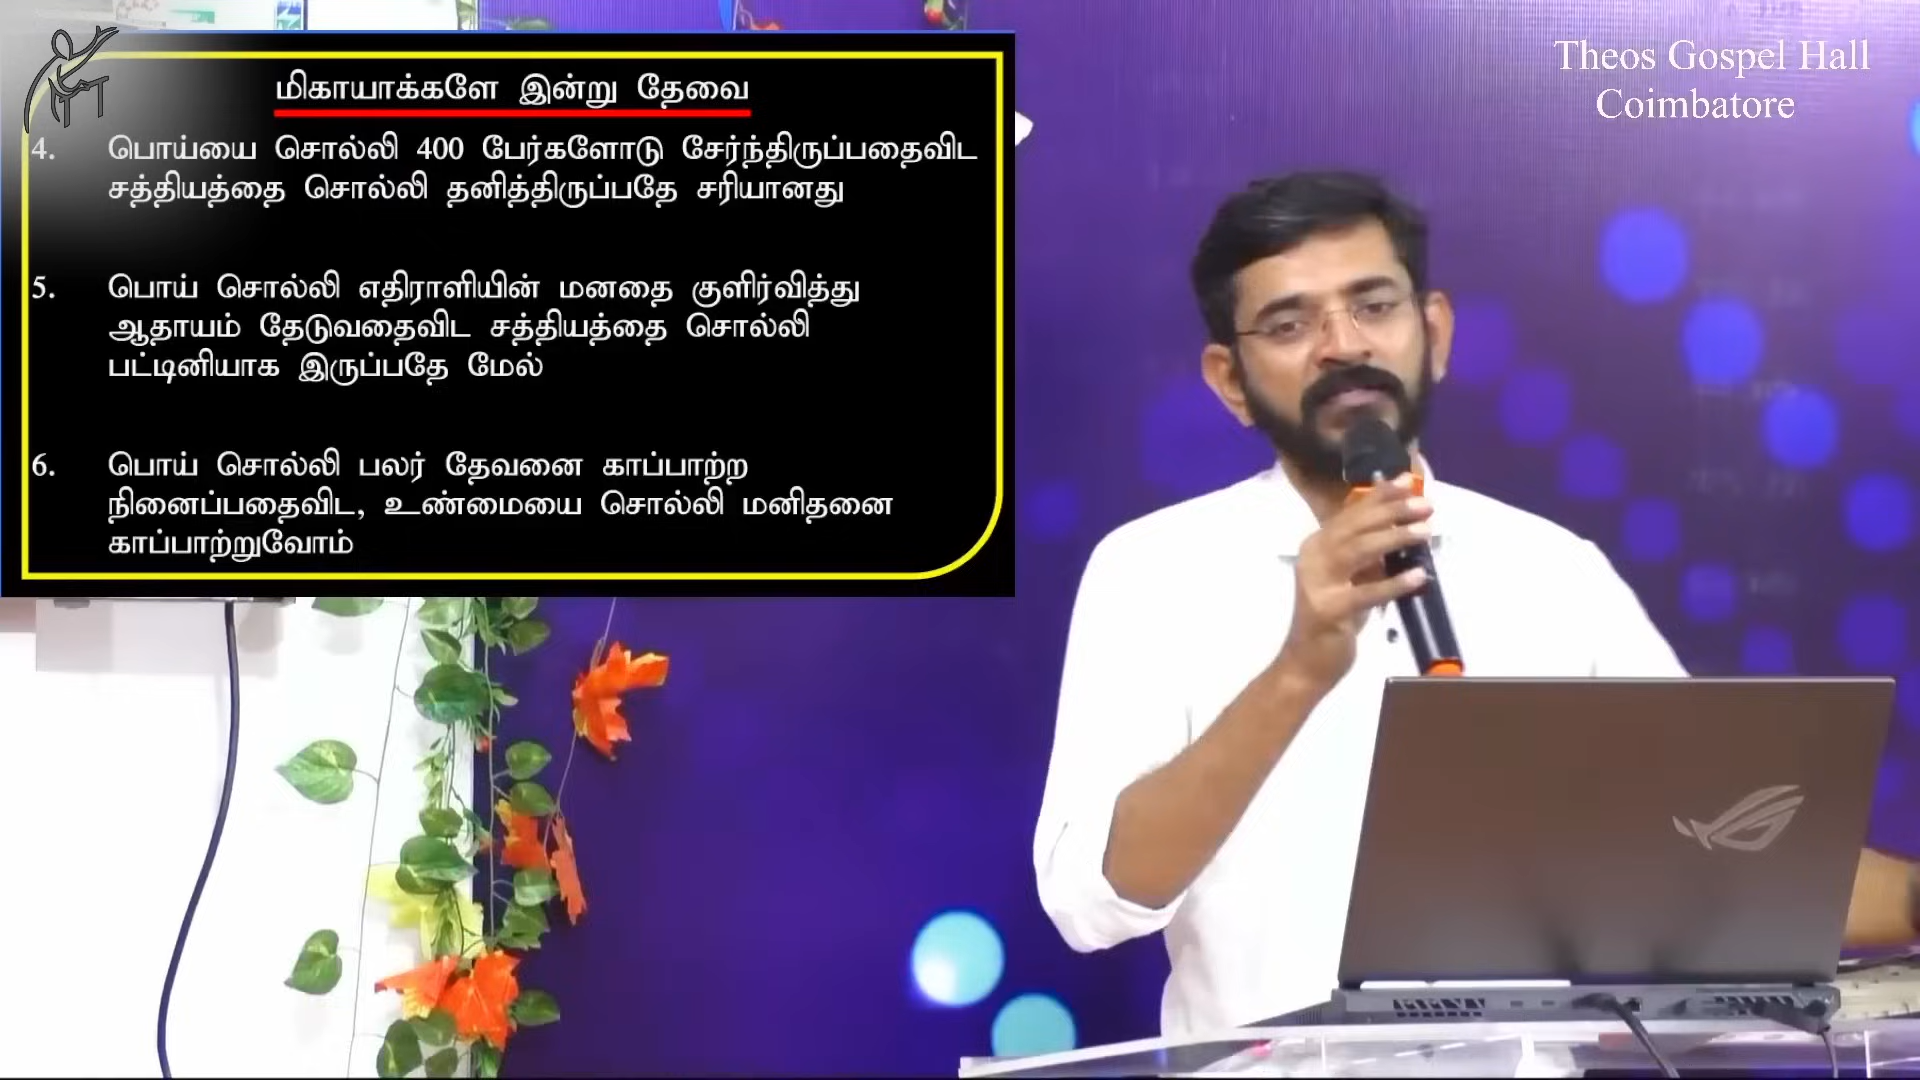 Theos Gospel Hall
Coimbatore
மிகாயாக்களே இன்று தேவை
4. பொய்யை சொல்லி 400 பேர்களோடு சேர்ந்திருப்பதைவிட
சத்தியத்தை சொல்லி தனித்திருப்பதே சரியானது
5. பொய் சொல்லி எதிராளியின் மனதை குளிர்வித்து
ஆதாயம் தேடுவதைவிட சத்தியத்தை சொல்லி
பட்டினியாக இருப்பதே மேல்
6. பொய் சொல்லி பலர் தேவனை காப்பாற்ற
நினைப்பதைவிட, உண்மையை சொல்லி மனிதனை
காப்பாற்றுவோம்